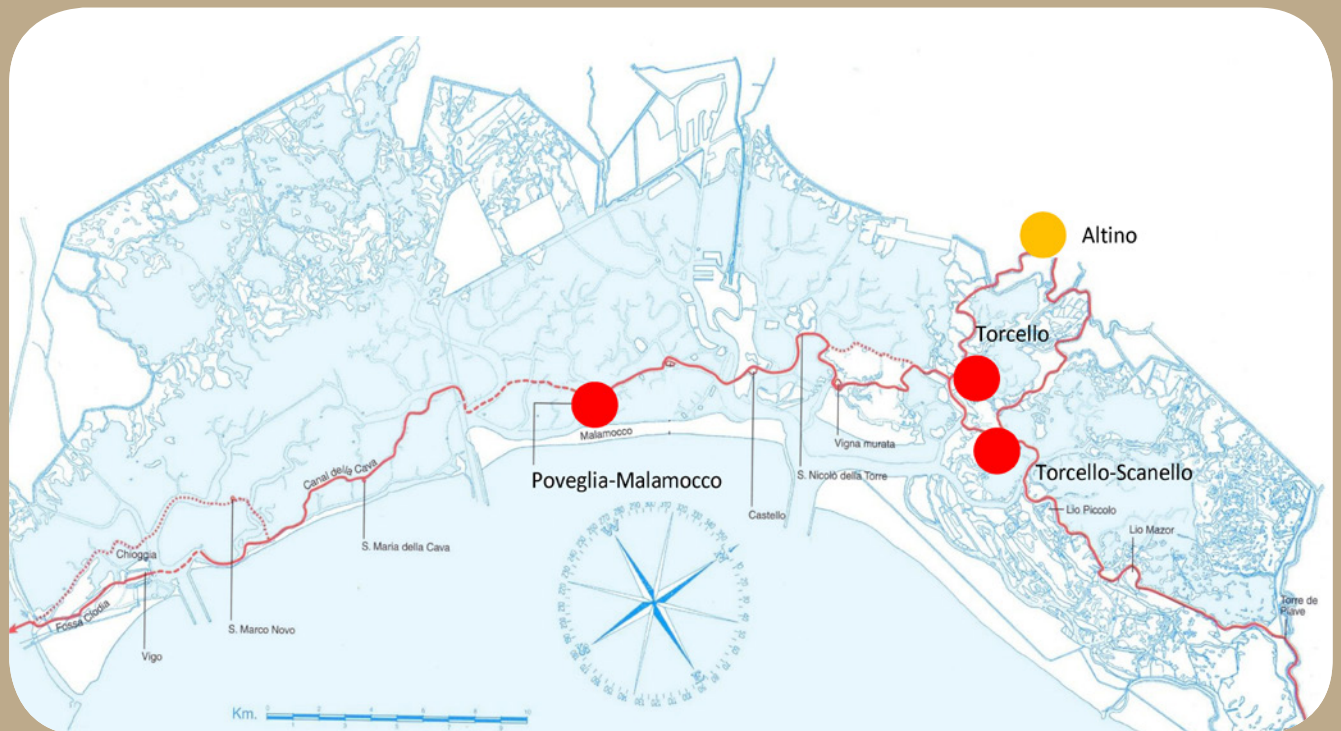 Altino
Torcello
Malamocco
Vigna murata
Poveglia-Malamocco
S. Nicolò della Torre
Torcello-Scanello
Canal della Cava
Lio Piccolo
Castello
Lio Mazor
S. Maria della Cava
Chioggia
Fossa Clodia
Torre de
Piave
S. Marco Novo
Vigo
Km.